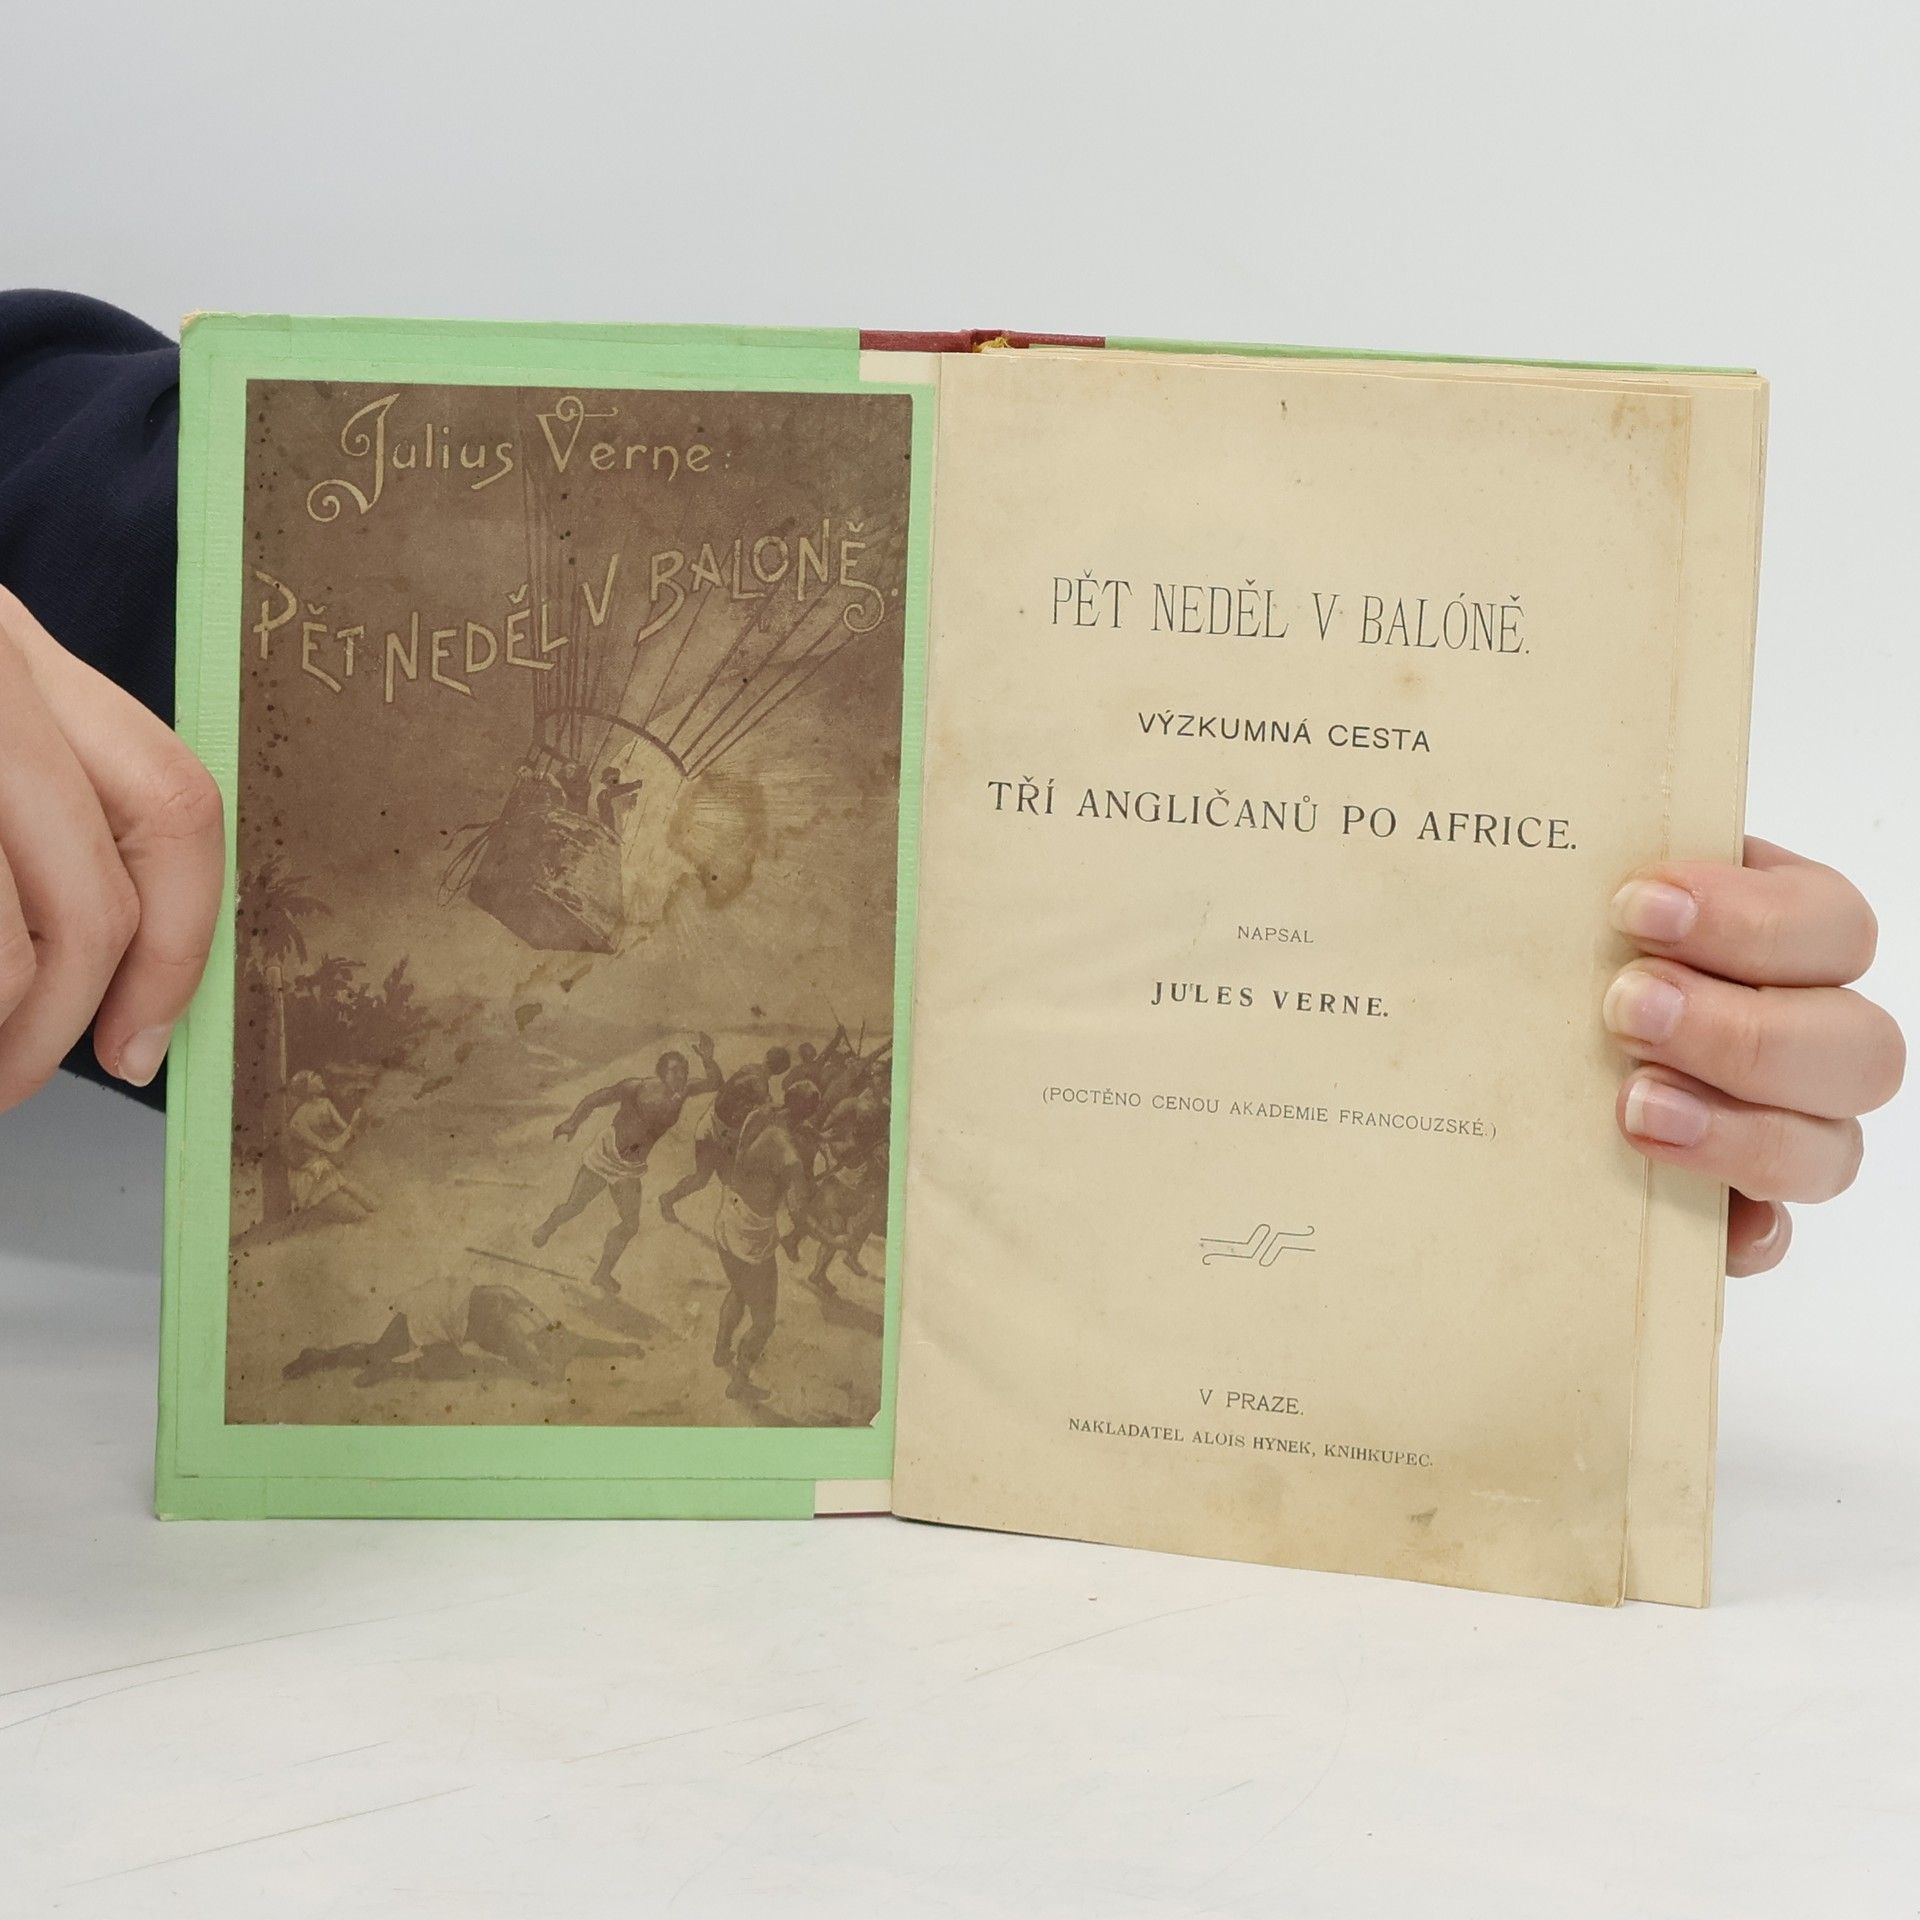 Julius Verne:
PĚT NEDĚL V BALONĚ.
PĚT NEDĚL V BALÓNĚ.
VÝZKUMNÁ CESTA
TŘÍ ANGLIČANŮ PO AFRICE.
NAPSAL
JULES VERNE.
(POCTĚNO CENOU AKADEMIE FRANCOUZSKÉ.)
V PRAZE.
NAKLADATEL ALOIS HYNEK, KNIHKUPEC.